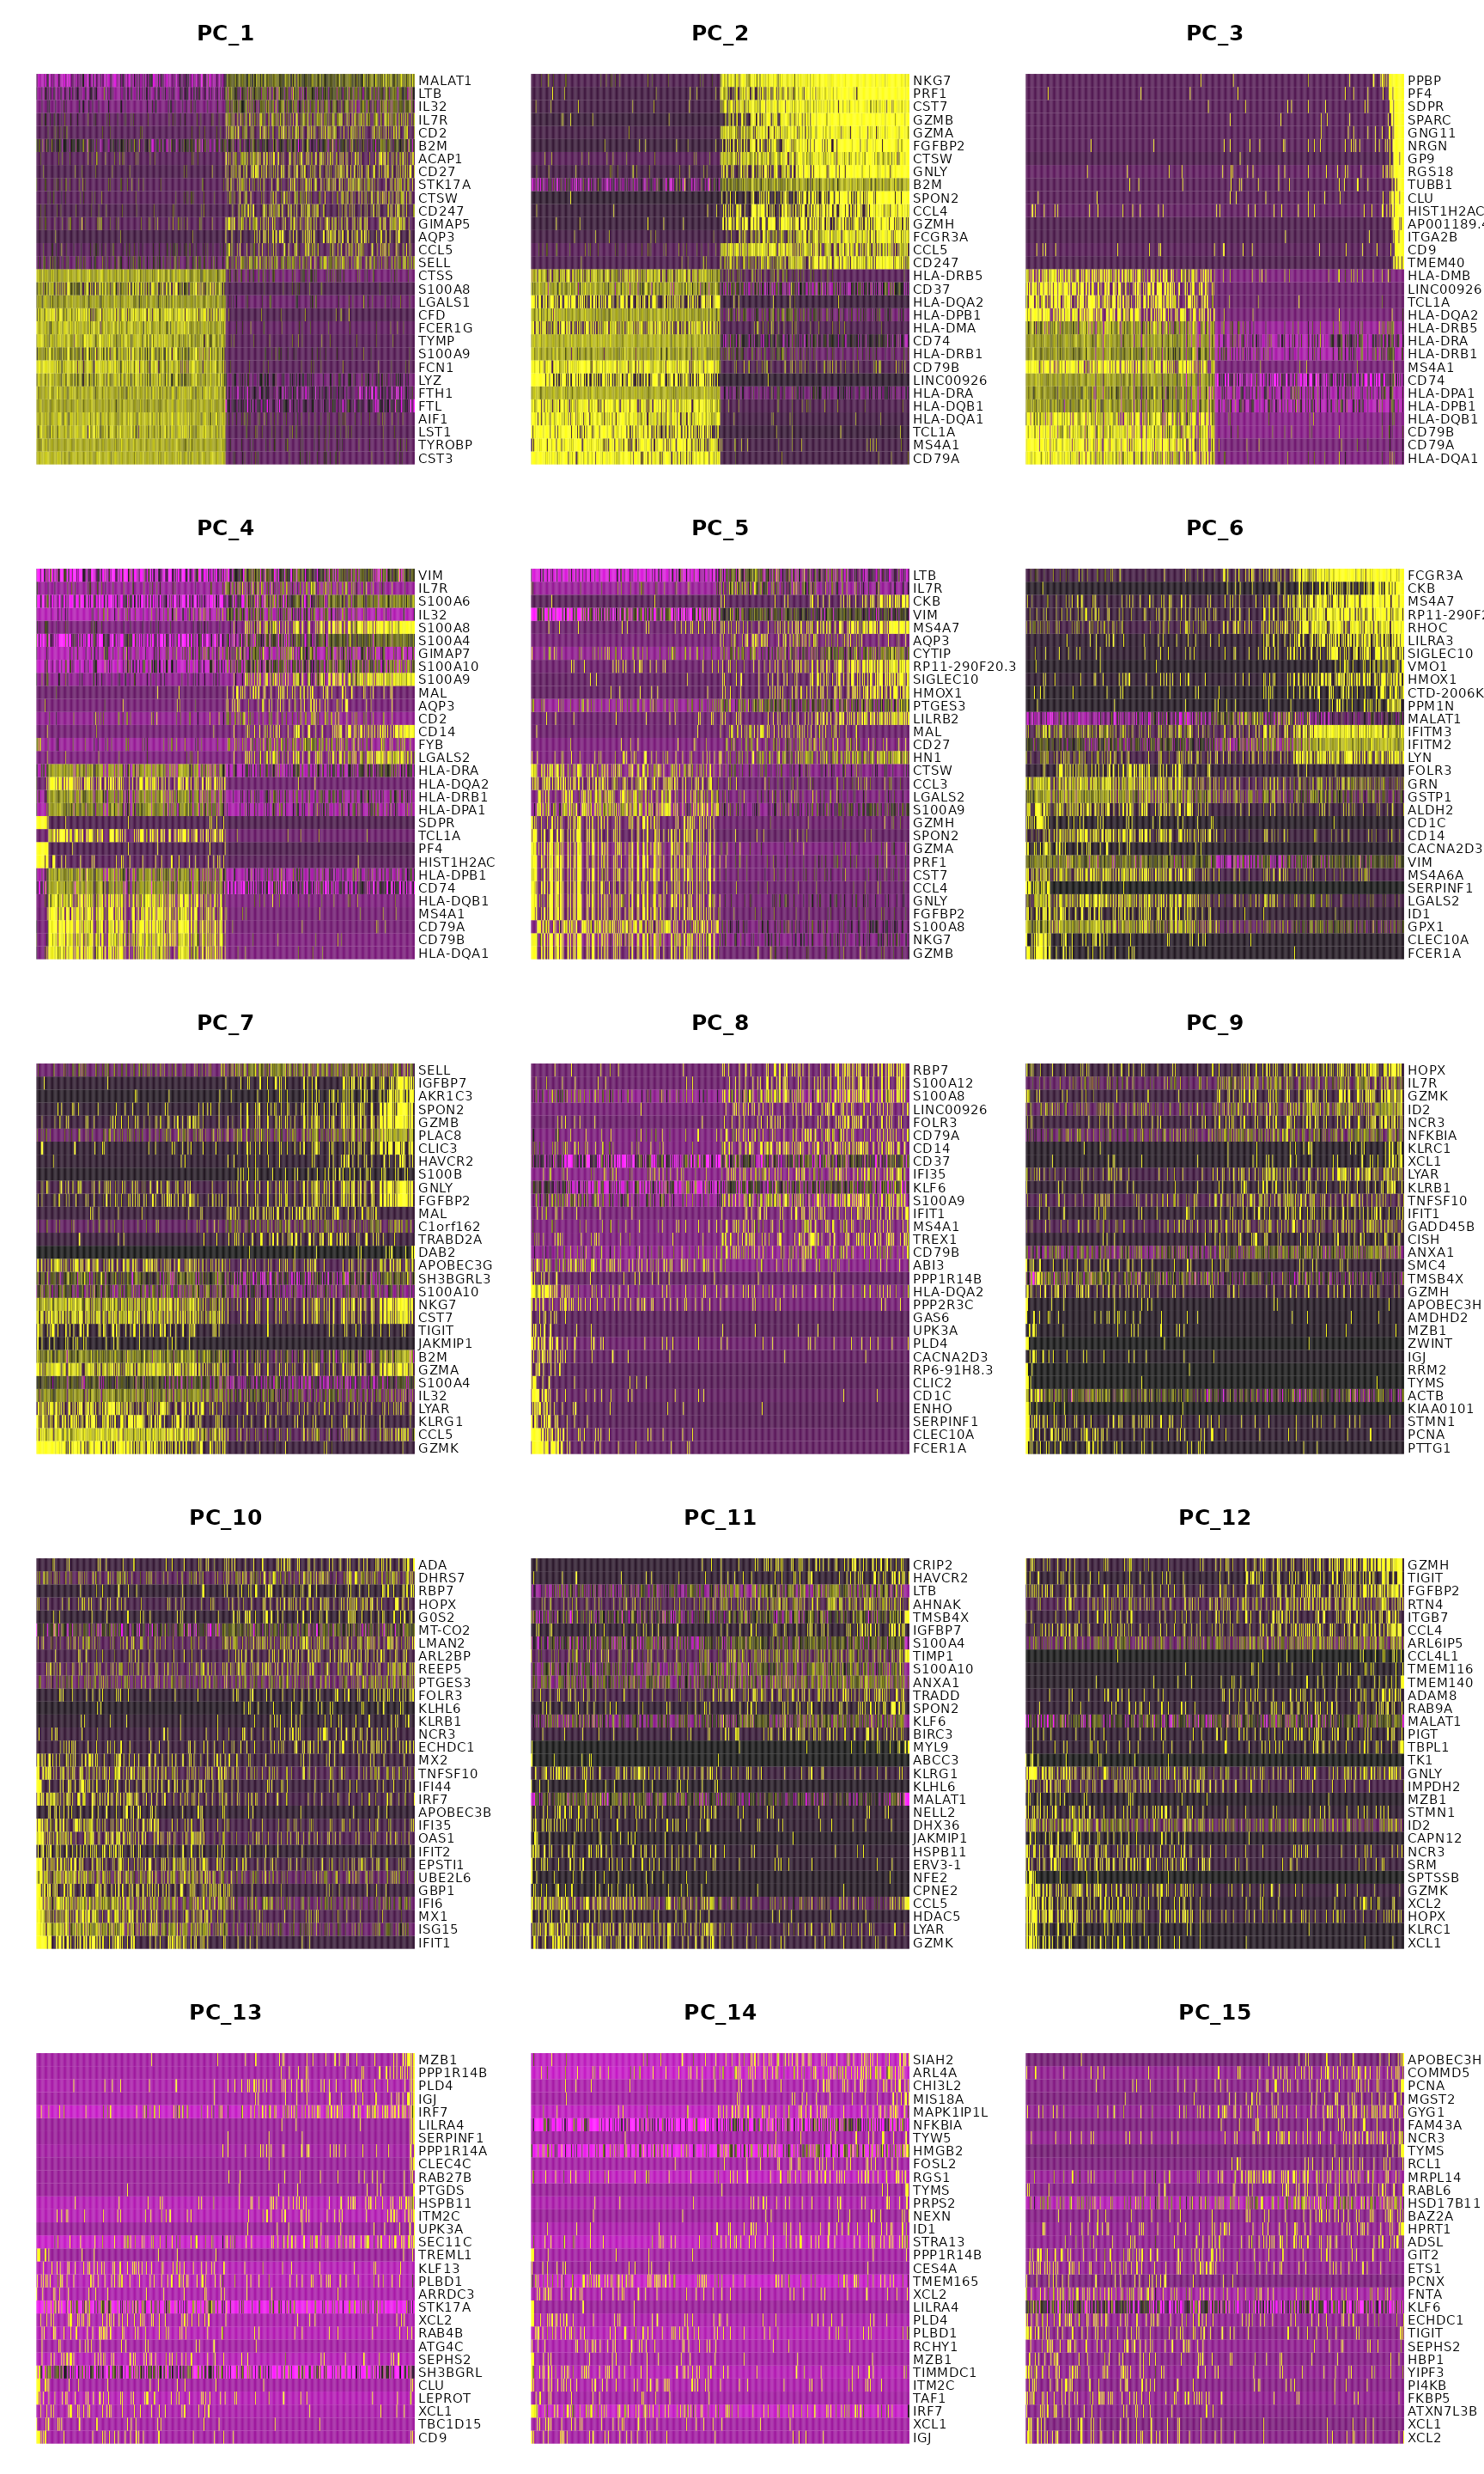 PC_1
MALAT1
LTB
IL32
IL7R
CD2
B2M
ACAP1
CD27
STK17A
CTSW
CD247
GIMAP5
AQP3
CCL5
SELL
CTSS
S100A8
LGALS1
CFD
FCER1G
TYMP
S100A9
FCN1
LYZ
FTH1
FTL
AIF1
LST1
TYROBP
CST3
PC_2
NKG7
PRF1
CST7
GZMB
GZMA
FGFBP2
CTSW
GNLY
B2M
SPON2
CCL4
GZMH
FCGR3A
CCL5
CD247
HLA-DRB5
CD37
HLA-DQA2
HLA-DPB1
HLA-DMA
CD74
HLA-DRB1
CD79B
LINC00926
HLA-DRA
HLA-DQB1
HLA-DQA1
TCL1A
MS4A1
CD79A
PC_3
PPBP
PF4
SDPR
SPARC
GNG11
NRGN
GP9
RGS18
TUBB1
CLU
HIST1H2AC
AP001189.4
ITGA2B
CD9
TMEM40
HLA-DMB
LINC00926
TCL1A
HLA-DQA2
HLA-DRB5
HLA-DRA
HLA-DRB1
MS4A1
CD74
HLA-DPA1
HLA-DPB1
HLA-DQB1
CD79B
CD79A
HLA-DQA1
PC_4
VIM
IL7R
S100A6
IL32
S100A8
S100A4
GIMAP7
S100A10
S100A9
MAL
AQP3
CD2
CD14
FYB
LGALS2
HLA-DRA
HLA-DQA2
HLA-DRB1
HLA-DPA1
SDPR
TCL1A
PF4
HIST1H2AC
HLA-DPB1
CD74
HLA-DQB1
MS4A1
CD79A
CD79B
HLA-DQA1
PC_5
LTB
IL7R
CKB
VIM
MS4A7
AQP3
CYTIP
RP11-290F20.3
SIGLEC10
HMOX1
PTGES3
LILRB2
MAL
CD27
HN1
CTSW
CCL3
LGALS2
S100A9
GZMH
SPON2
GZMA
PRF1
CST7
CCL4
GNLY
FGFBP2
S100A8
NKG7
GZMB
PC_6
FCGR3A
CKB
MS4A7
RP11-290F2
RHOC
LILRA3
SIGLEC10
VMO1
HMOX1
CTD-2006K
PPM1N
MALAT1
IFITM3
IFITM2
LYN
FOLR3
GRN
GSTP1
ALDH2
CD1C
CD14
CACNA2D3
VIM
MS4A6A
SERPINF1
LGALS2
ID1
GPX1
CLEC10A
FCER1A
PC_7
SELL
IGFBP7
AKR1C3
SPON2
GZMB
PLAC8
CLIC3
HAVCR2
S100B
GNLY
FGFBP2
MAL
C1orf162
TRABD2A
DAB2
APOBEC3G
SH3BGRL3
S100A10
NKG7
CST7
TIGIT
JAKMIP1
B2M
GZMA
S100A4
IL32
LYAR
KLRG1
CCL5
GZMK
PC_8
RBP7
S100A12
S100A8
LINC00926
FOLR3
CD79A
CD14
CD37
IFI35
KLF6
S100A9
IFIT1
MS4A1
TREX1
CD79B
ABI3
PPP1R14B
HLA-DQA2
PPP2R3C
GAS6
UPK3A
PLD4
CACNA2D3
RP6-91H8.3
CLIC2
CD1C
ENHO
SERPINF1
CLEC10A
FCER1A
PC_9
HOPX
IL7R
GZMK
ID2
NCR3
NFKBIA
KLRC1
XCL1
LYAR
KLRB1
TNFSF10
IFIT1
GADD45B
CISH
ANXA1
SMC4
TMSB4X
GZMH
APOBEC3H
AMDHD2
MZB1
ZWINT
IGJ
RRM2
TYMS
ACTB
KIAA0101
STMN1
PCNA
PTTG1
PC_10
ADA
DHRS7
RBP7
HOPX
G0S2
MT-CO2
LMAN2
ARL2BP
REEP5
PTGES3
FOLR3
KLHL6
KLRB1
NCR3
ECHDC1
MX2
TNFSF10
IFI44
IRF7
APOBEC3B
IFI35
OAS1
IFIT2
EPSTI1
UBE2L6
GBP1
IFI6
MX1
ISG15
IFIT1
PC_11
CRIP2
HAVCR2
LTB
AHNAK
TMSB4X
IGFBP7
S100A4
TIMP1
S100A10
ANXA1
TRADD
SPON2
KLF6
BIRC3
MYL9
ABCC3
KLRG1
KLHL6
MALAT1
NELL2
DHX36
JAKMIP1
HSPB11
ERV3-1
NFE2
CPNE2
CCL5
HDAC5
LYAR
GZMK
PC_12
GZMH
TIGIT
FGFBP2
RTN4
ITGB7
CCL4
ARL6IP5
CCL4L1
TMEM116
TMEM140
ADAM8
RAB9A
MALAT1
PIGT
TBPL1
TK1
GNLY
IMPDH2
MZB1
STMN1
ID2
CAPN12
NCR3
SRM
SPTSSB
GZMK
XCL2
HOPX
KLRC1
XCL1
PC_13
MZB1
PPP1R14B
PLD4
IGJ
IRF7
LILRA4
SERPINF1
PPP1R14A
CLEC4C
RAB27B
PTGDS
HSPB11
ITM2C
UPK3A
SEC11C
TREML1
KLF13
PLBD1
ARRDC3
STK17A
XCL2
RAB4B
ATG4C
SEPHS2
SH3BGRL
CLU
LEPROT
XCL1
TBC1D15
CD9
PC_14
SIAH2
ARL4A
CHI3L2
MIS18A
MAPK1IP1L
NFKBIA
TYW5
HMGB2
FOSL2
RGS1
TYMS
PRPS2
NEXN
ID1
STRA13
PPP1R14B
CES4A
TMEM165
XCL2
LILRA4
PLD4
PLBD1
RCHY1
MZB1
TIMMDC1
ITM2C
TAF1
IRF7
XCL1
IGJ
PC_15
APOBEC3H
COMMD5
PCNA
MGST2
GYG1
FAM43A
NCR3
TYMS
RCL1
MRPL14
RABL6
HSD17B11
BAZ2A
HPRT1
ADSL
GIT2
ETS1
PCNX
FNTA
KLF6
ECHDC1
TIGIT
SEPHS2
HBP1
YIPF3
PI4KB
FKBP5
ATXN7L3B
XCL1
XCL2